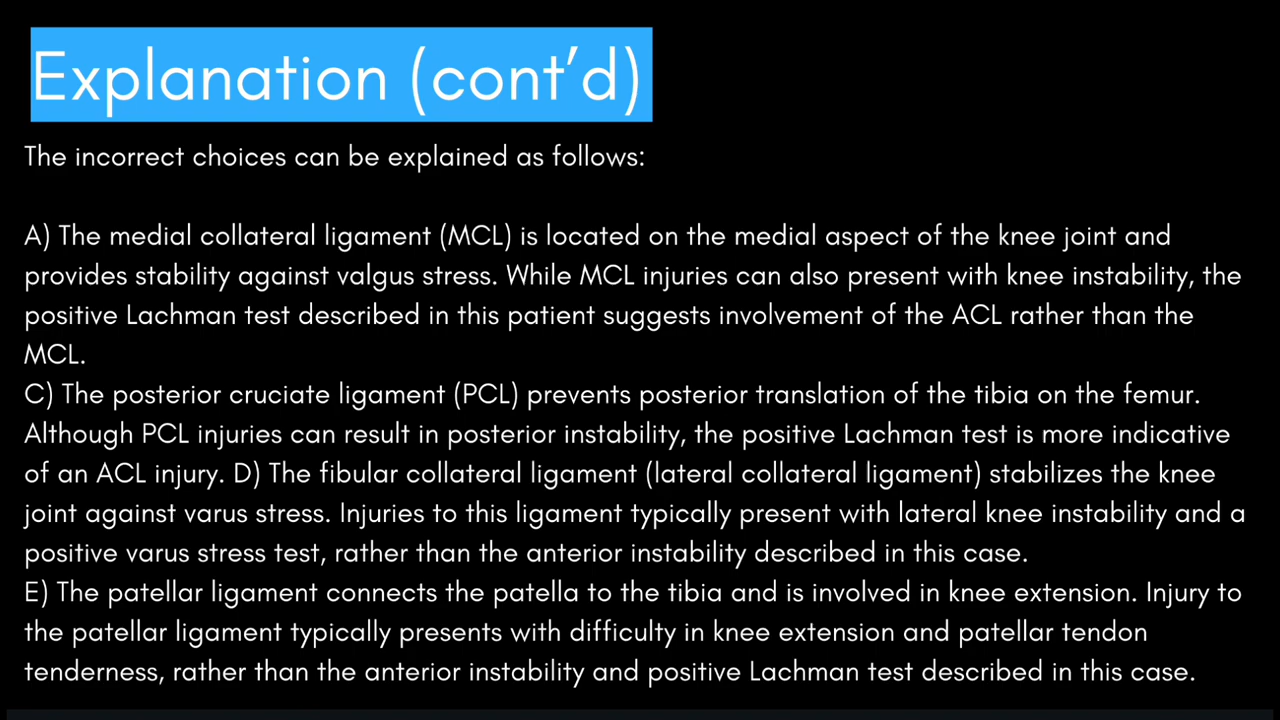 Explanation (cont’d)
The incorrect choices can be explained as follows:
A) The medial collateral ligament (MCL) is located on the medial aspect of the knee joint and
provides stability against valgus stress. While MCL injuries can also present with knee instability, the
positive Lachman test described in this patient suggests involvement of the ACL rather than the
MCL.
C) The posterior cruciate ligament (PCL) prevents posterior translation of the tibia on the femur.
Although PCL injuries can result in posterior instability, the positive Lachman test is more indicative
of an ACL injury. D) The fibular collateral ligament (lateral collateral ligament) stabilizes the knee
joint against varus stress. Injuries to this ligament typically present with lateral knee instability and a
positive varus stress test, rather than the anterior instability described in this case.
E) The patellar ligament connects the patella to the tibia and is involved in knee extension. Injury to
the patellar ligament typically presents with difficulty in knee extension and patellar tendon
tenderness, rather than the anterior instability and positive Lachman test described in this case.